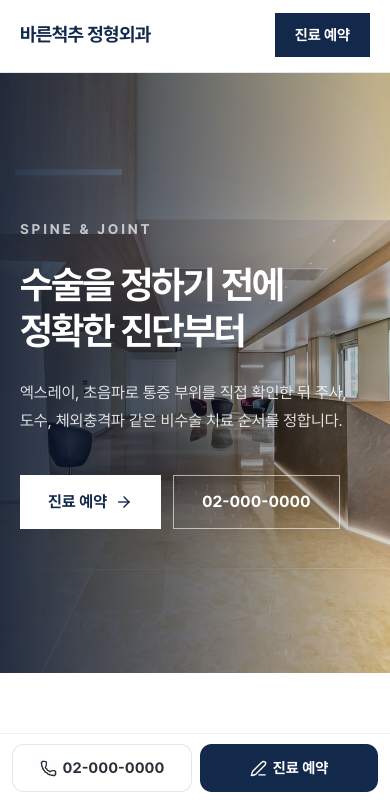 바른척추 정형외과
진료 예약
SPINE & JOINT
수술을 정하기 전에
정확한 진단부터
엑스레이, 초음파로 통증 부위를 직접 확인한 뒤 주사,
도수, 체외충격파 같은 비수술 치료 순서를 정합니다.
진료 예약
02-000-0000
02-000-0000
진료 예약